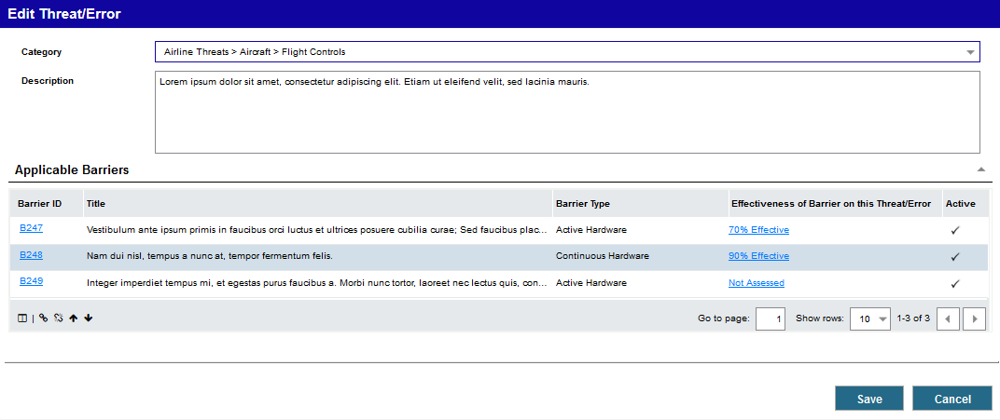 Edit Threat/Error
Category
Airline Threats > Aircraft > Flight Controls
Description
Lorem ipsum dolor sit amet, consectetur adipiscing elit. Etiam ut eleifend velit, sed lacinia mauris.
Applicable Barriers
Barrier ID Title Barrier Type Effectiveness of Barrier on this Threat/Error Active
B247 Vestibulum ante ipsum primis in faucibus orci luctus et ultrices posuere cubilia curae; Sed faucibus plac... Active Hardware 70% Effective ✓
B248 Nam dui nisl, tempus a nunc at, tempor fermentum felis. Continuous Hardware 90% Effective ✓
B249 Integer imperdiet tempus mi, et egestas purus faucibus a. Morbi nunc tortor, laoreet nec lectus quis, con... Active Hardware Not Assessed ✓
Go to page: 1 Show rows: 10 1-3 of 3
Save Cancel